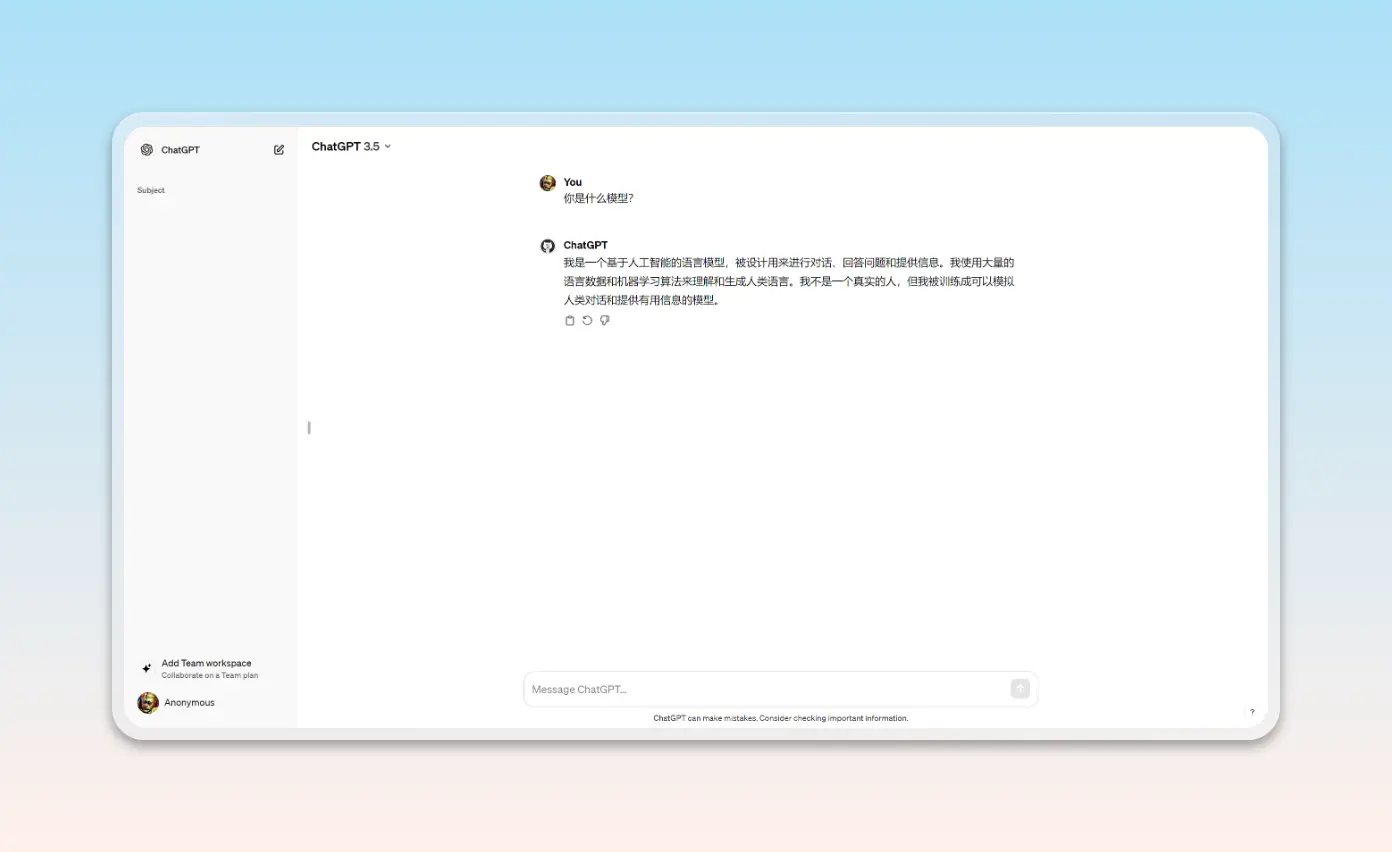 ChatGPT
Subject
ChatGPT 3.5
You
你是什么模型?
ChatGPT
我是一个基于人工智能的语言模型，被设计用来进行对话、回答问题和提供信息。我使用大量的
语言数据和机器学习算法来理解和生成人类语言。我不是一个真实的人，但我被训练成可以模拟
人类对话和提供有用信息的模型。
Add Team workspace
Collaborate on a Team plan
Anonymous
Message ChatGPT...
ChatGPT can make mistakes. Consider checking important information.
?